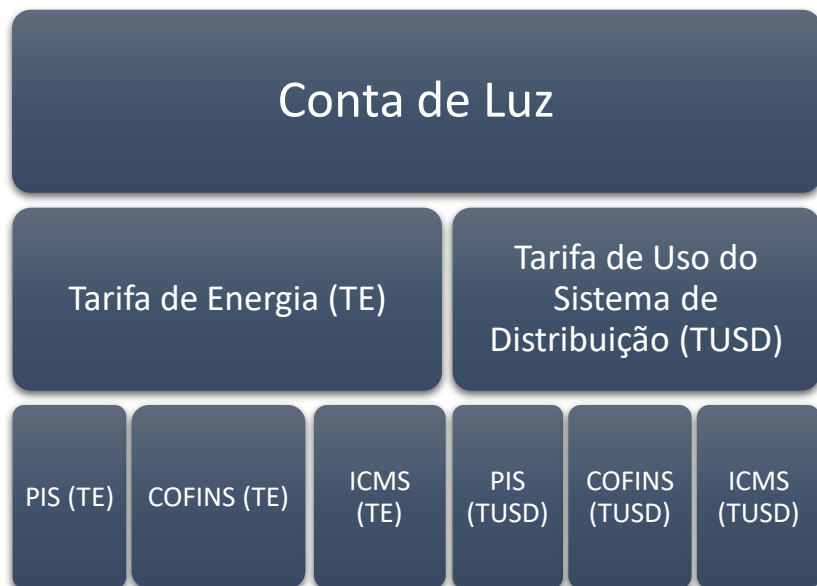 Conta de Luz
Tarifa de Energia (TE)
Tarifa de Uso do
Sistema de
Distribuição (TUSD)
PIS (TE)
COFINS (TE)
ICMS
(TE)
PIS
(TUSD)
COFINS
(TUSD)
ICMS
(TUSD)